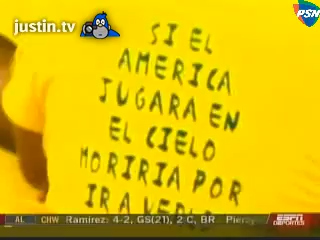 justin.tv
PSN
SI EL
AMERICA
JUGARA EN
EL CIELO
MORIRIA POR
IR A VERLO
AL CHW Ramirez: 4-2, GS(21), 2 C, BR
ESPN
DEPORTES